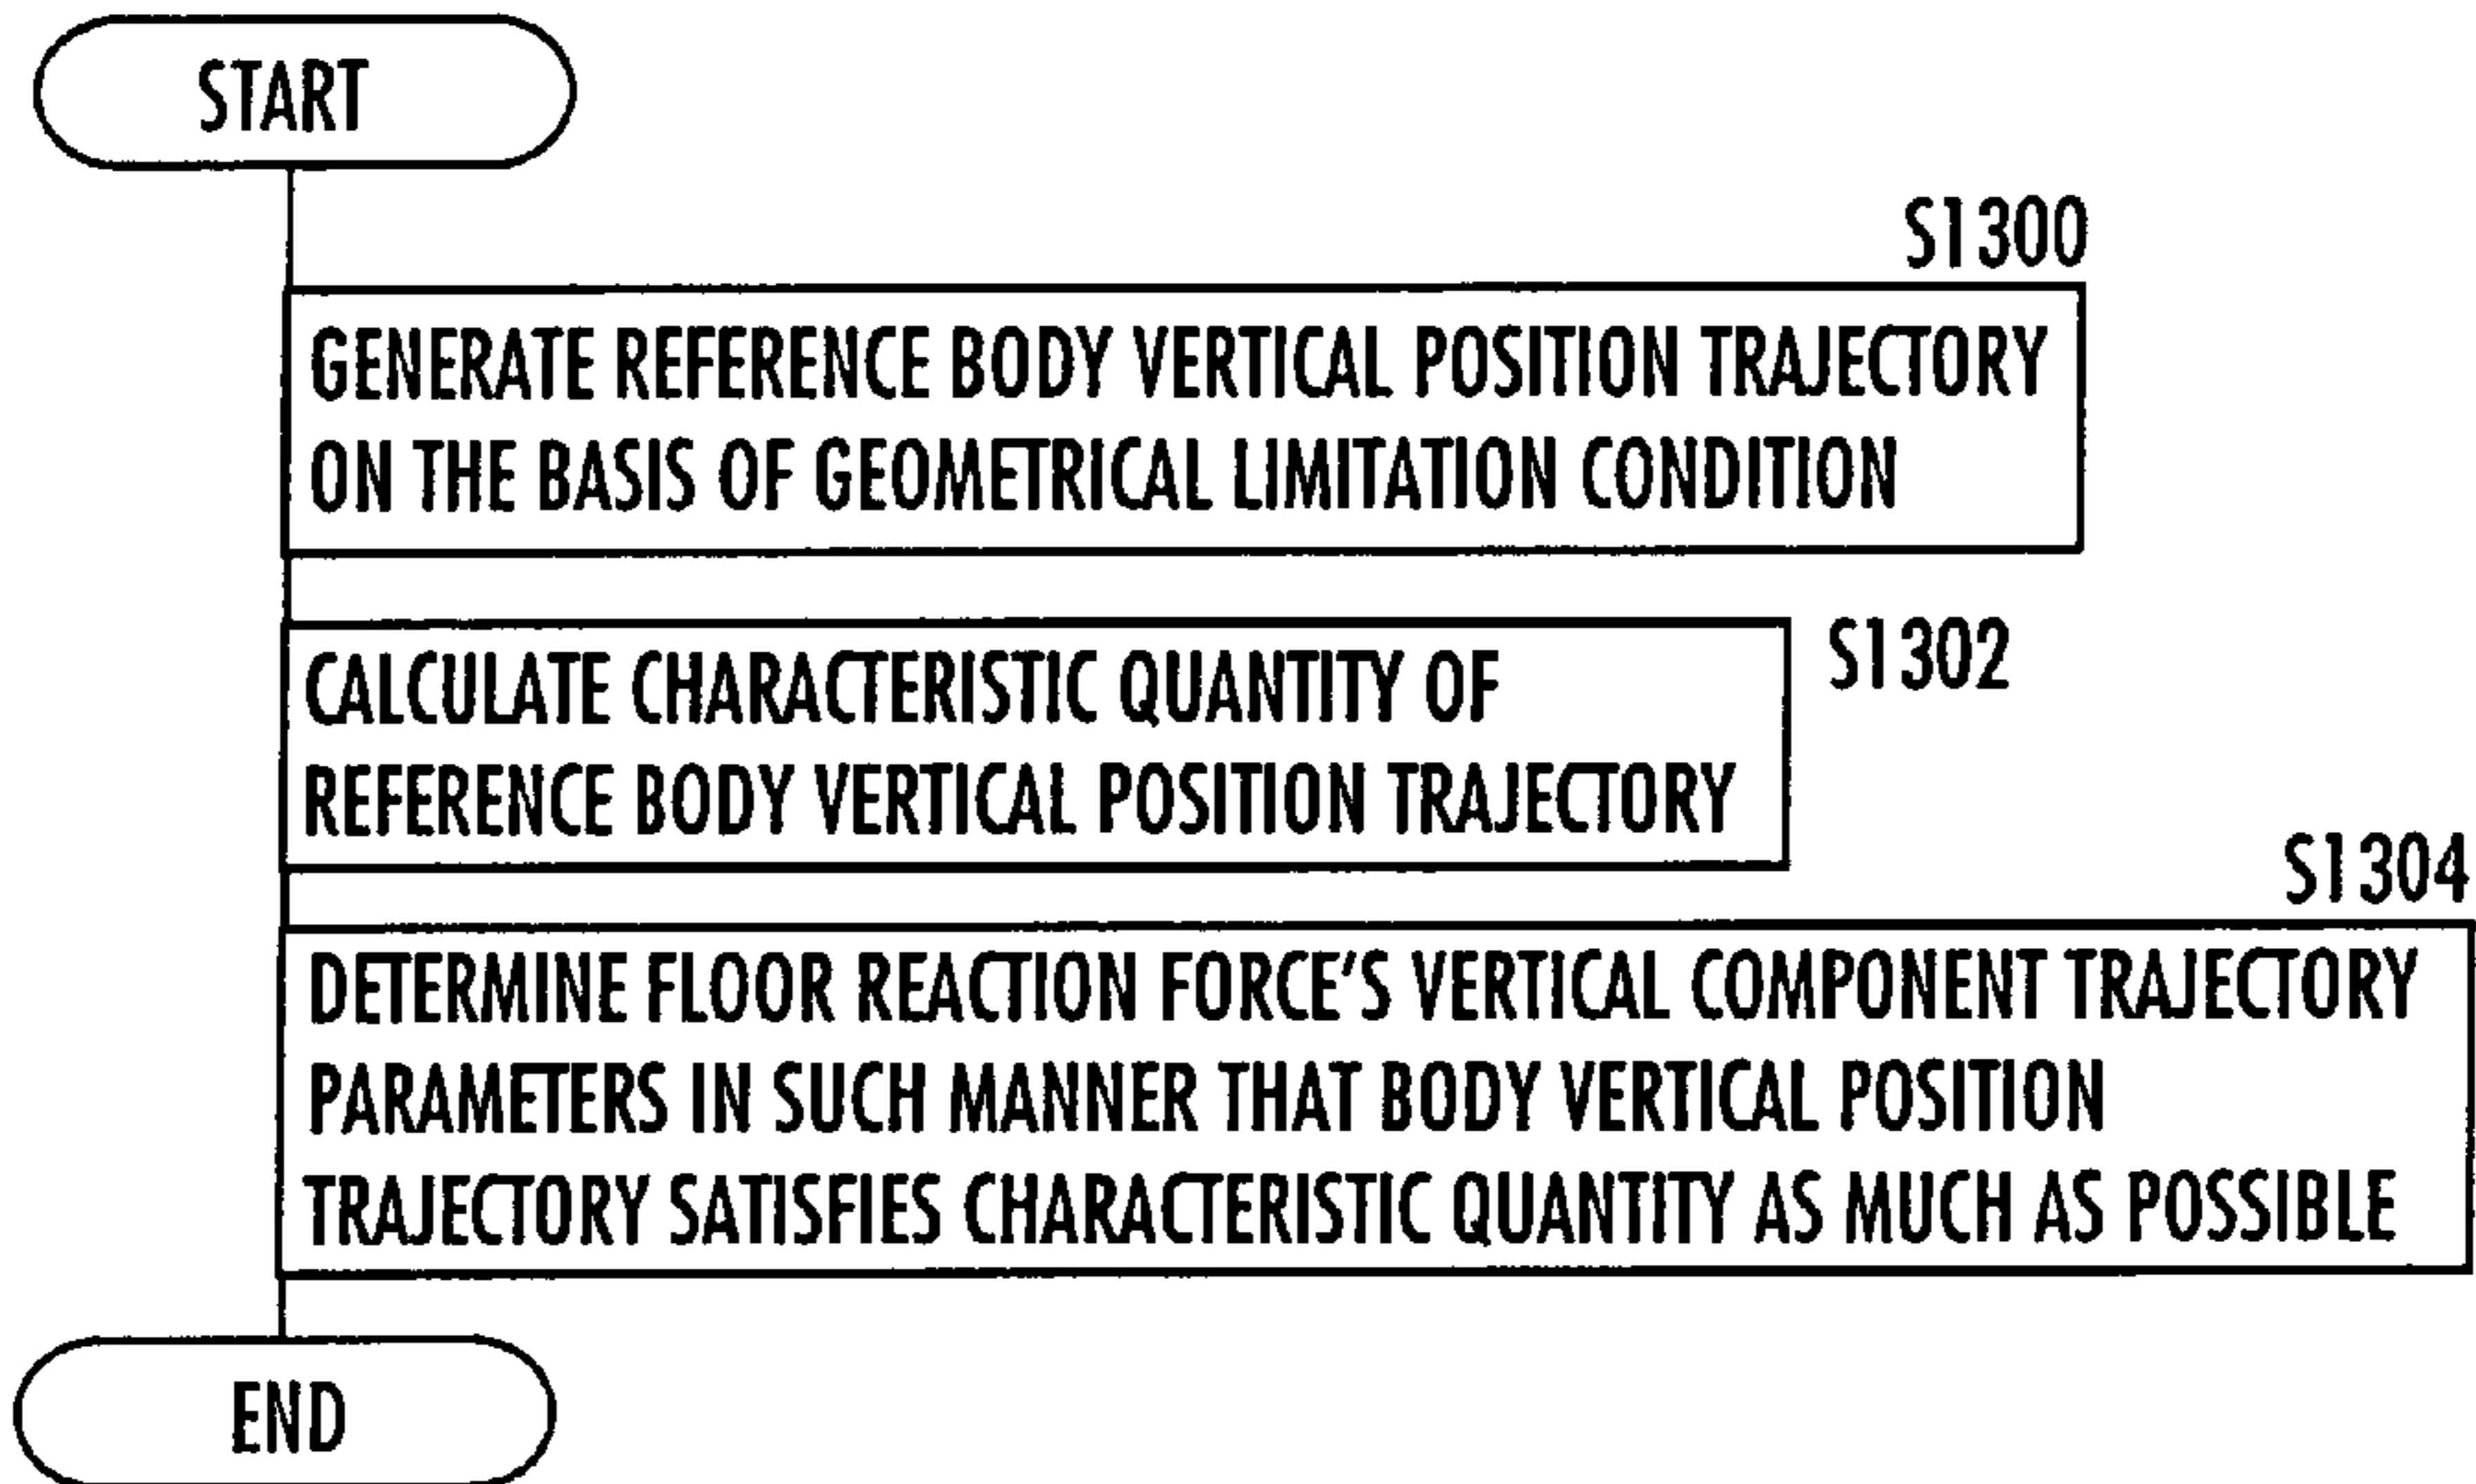 START
S1300
GENERATE REFERENCE BODY VERTICAL POSITION TRAJECTORY
ON THE BASIS OF GEOMETRICAL LIMITATION CONDITION
S1302
CALCULATE CHARACTERISTIC QUANTITY OF
REFERENCE BODY VERTICAL POSITION TRAJECTORY
S1304
DETERMINE FLOOR REACTION FORCE'S VERTICAL COMPONENT TRAJECTORY
PARAMETERS IN SUCH MANNER THAT BODY VERTICAL POSITION
TRAJECTORY SATISFIES CHARACTERISTIC QUANTITY AS MUCH AS POSSIBLE
END